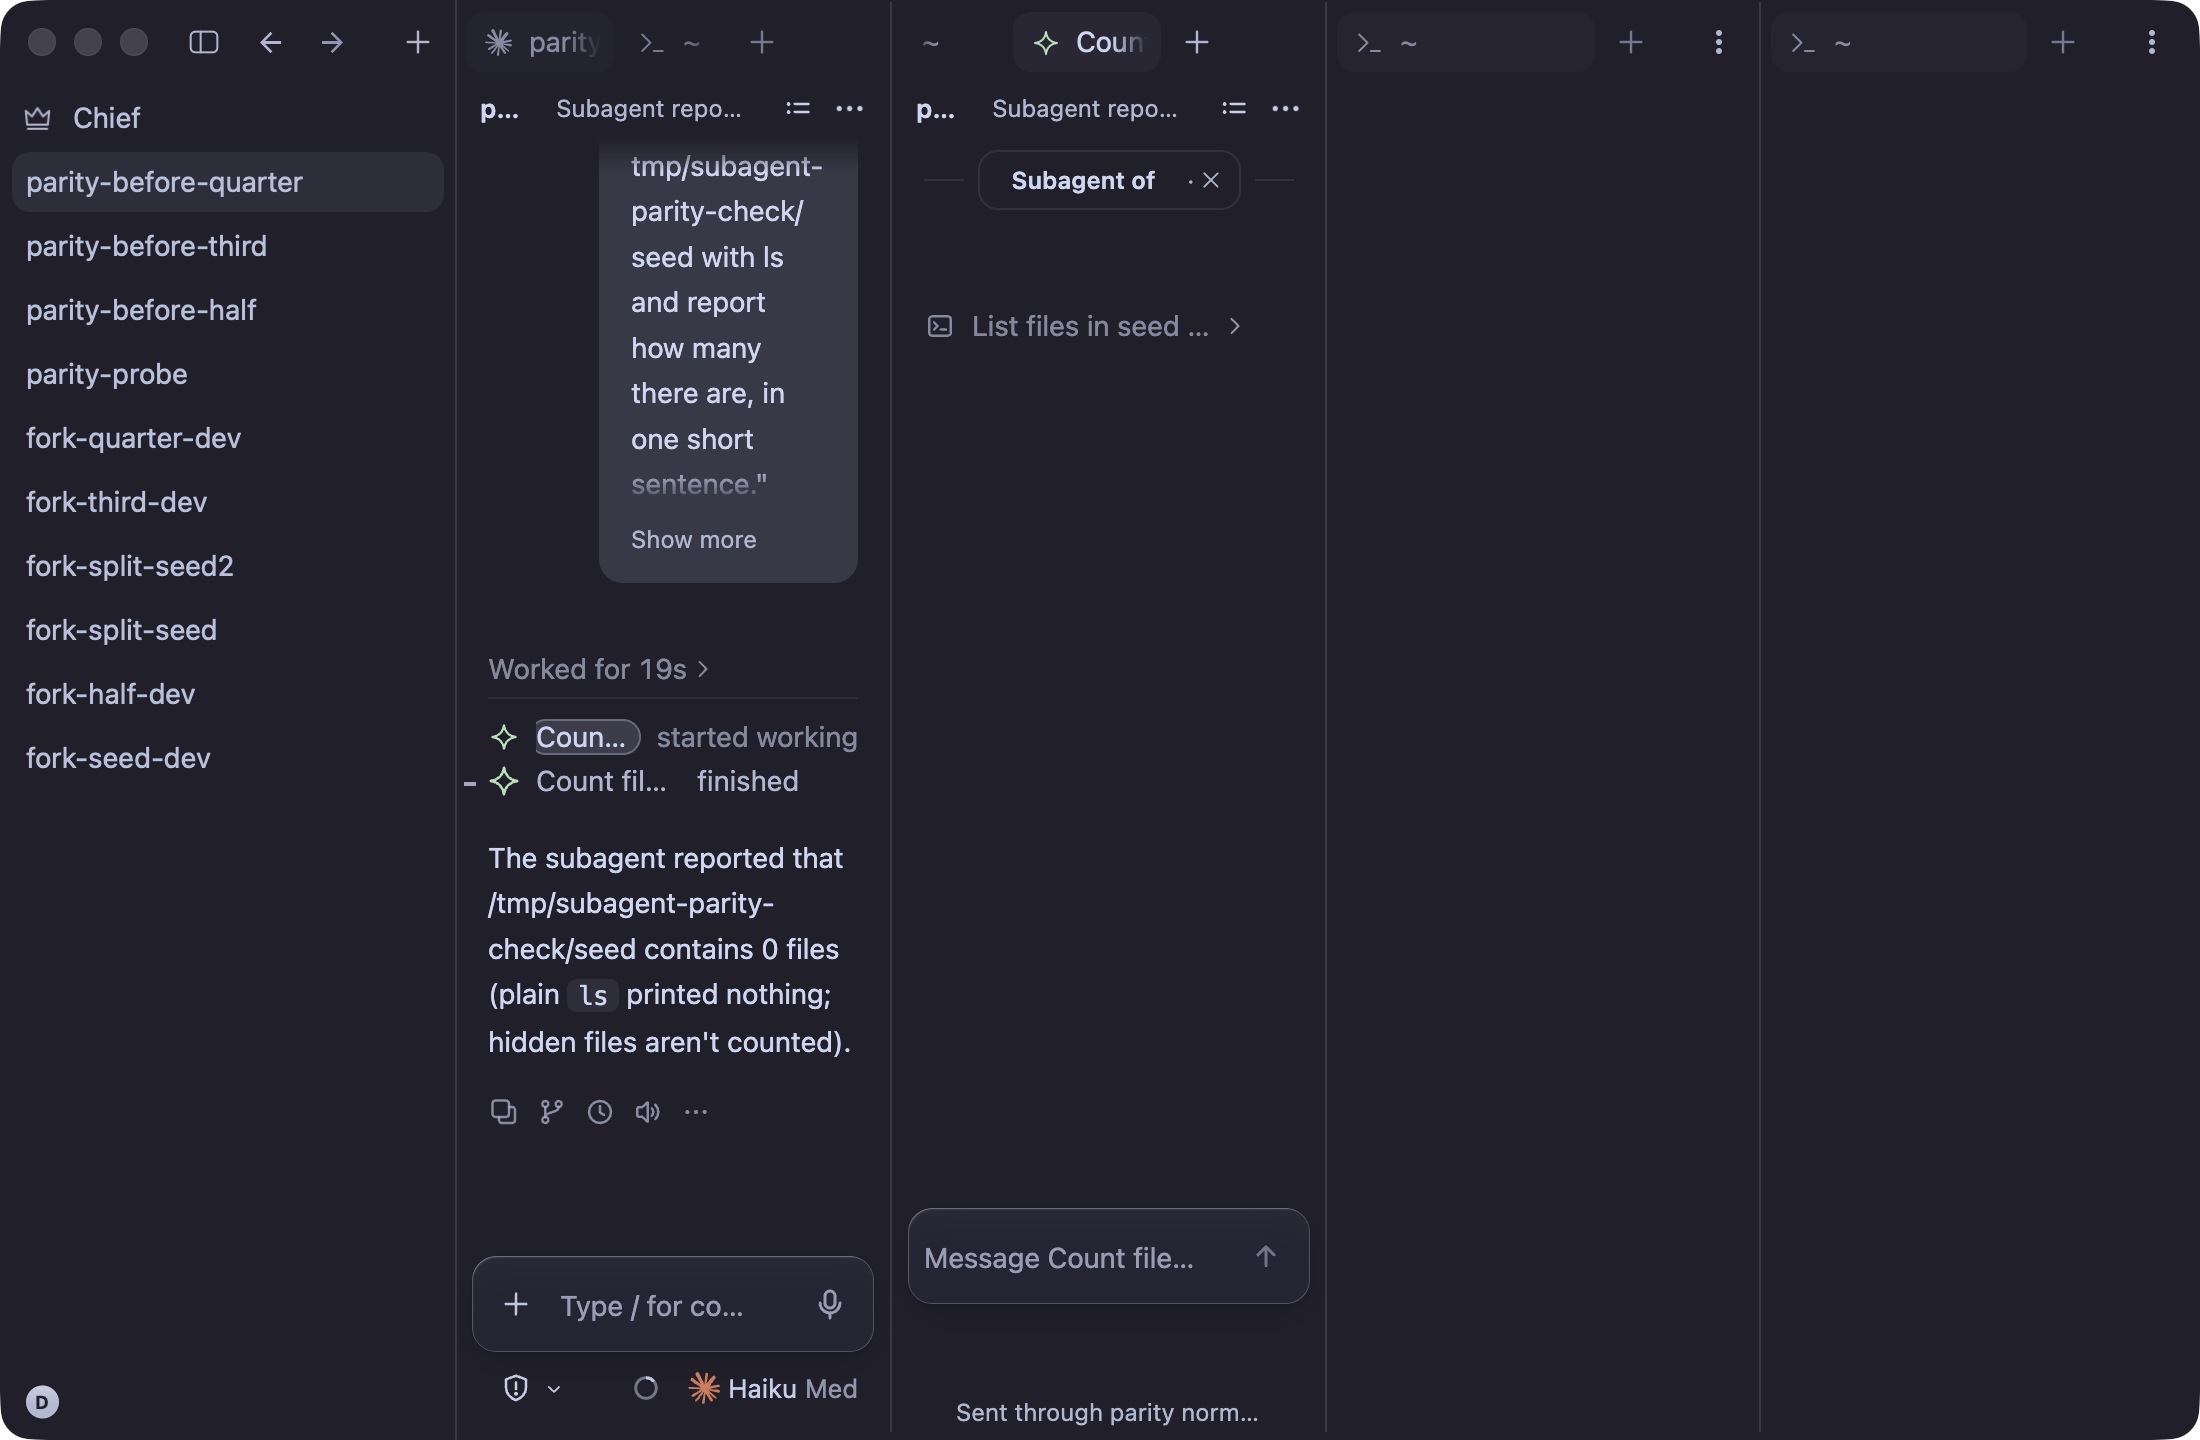 Chief
parity-before-quarter
parity-before-third
parity-before-half
parity-probe
fork-quarter-dev
fork-third-dev
fork-split-seed2
fork-split-seed
fork-half-dev
fork-seed-dev
D
parity
~
p...
Subagent repo...
tmp/subagent-
parity-check/
seed with ls
and report
how many
there are, in
one short
sentence."
Show more
Worked for 19s
Coun... started working
Count fil... finished
The subagent reported that
/tmp/subagent-parity-
check/seed contains 0 files
(plain ls printed nothing;
hidden files aren't counted).
Type / for co...
Haiku Med
~
Coun
p...
Subagent repo...
Subagent of ·
List files in seed ...
Message Count file...
Sent through parity norm...
~
~